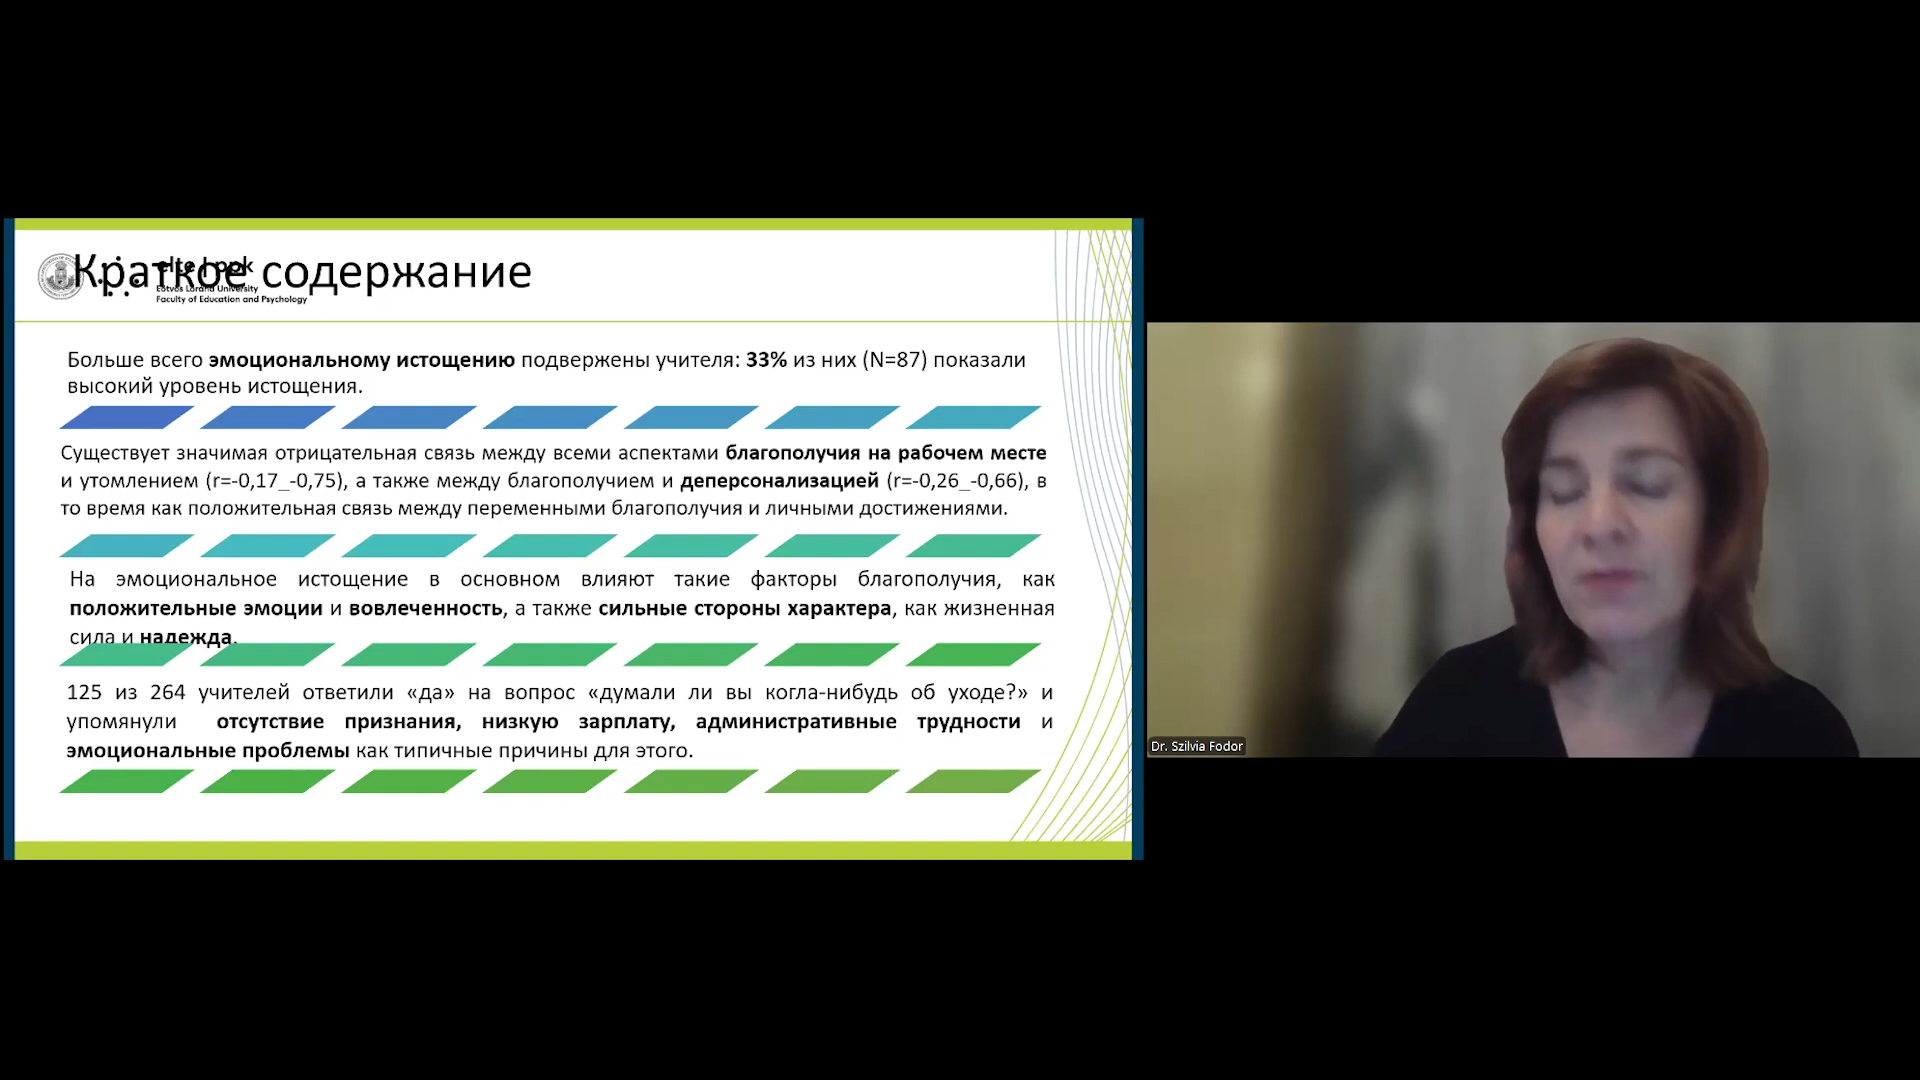 Краткое содержание
elte | ppk
Eötvös Loránd University
Faculty of Education and Psychology
Больше всего эмоциональному истощению подвержены учителя: 33% из них (N=87) показали
высокий уровень истощения.
Существует значимая отрицательная связь между всеми аспектами благополучия на рабочем месте
и утомлением (r=-0,17_-0,75), а также между благополучием и деперсонализацией (r=-0,26_-0,66), в
то время как положительная связь между переменными благополучия и личными достижениями.
На эмоциональное истощение в основном влияют такие факторы благополучия, как
положительные эмоции и вовлеченность, а также сильные стороны характера, как жизненная
сила и надежда.
125 из 264 учителей ответили «да» на вопрос «думали ли вы когла-нибудь об уходе?» и
упомянули отсутствие признания, низкую зарплату, административные трудности и
эмоциональные проблемы как типичные причины для этого.
Dr. Szilvia Fodor